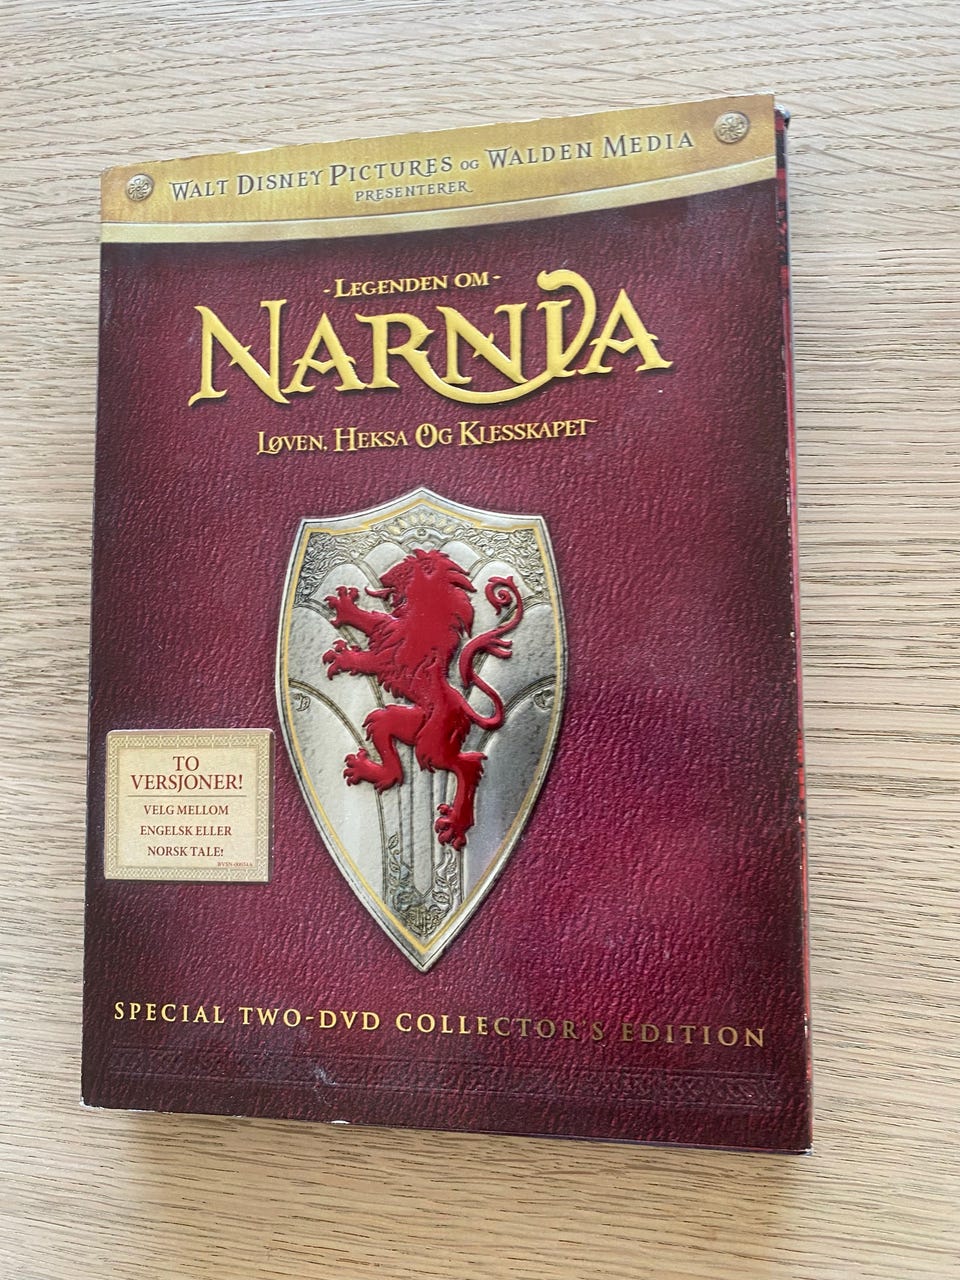 WALT DISNEY PICTURES OG WALDEN MEDIA
PRESENTERER
-LEGENDEN OM-
NARNIA
LØVEN, HEKSA OG KLESSKAPET
TO
VERSJONER!
VELG MELLOM
ENGELSK ELLER
NORSK TALE!
SPECIAL TWO-DVD COLLECTOR'S EDITION